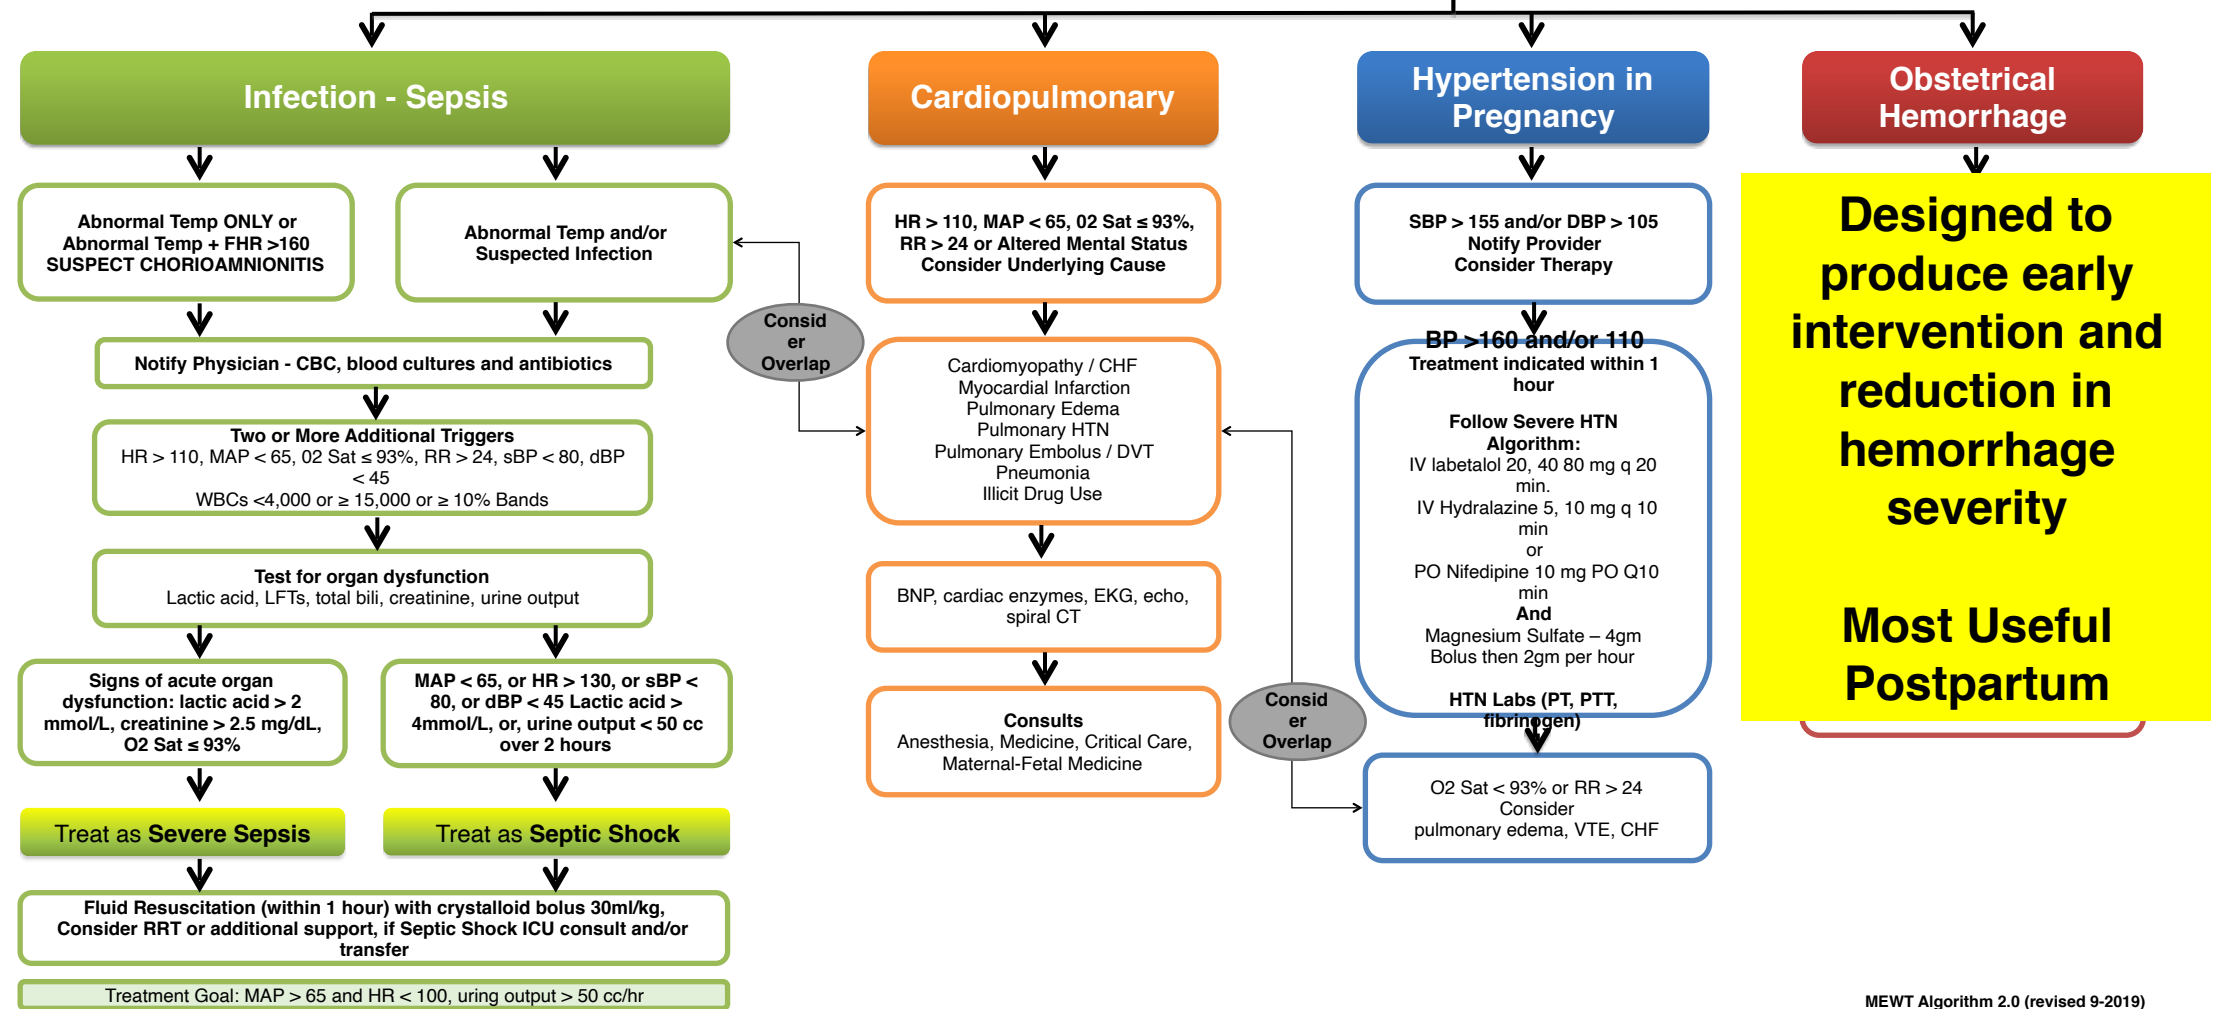 Infection - Sepsis
Abnormal Temp ONLY or
Abnormal Temp + FHR >160
SUSPECT CHORIOAMNIONITIS
Abnormal Temp and/or
Suspected Infection
Notify Physician - CBC, blood cultures and antibiotics
Two or More Additional Triggers
HR > 110, MAP < 65, 02 Sat ≤ 93%, RR > 24, sBP < 80, dBP
< 45
WBCs <4,000 or ≥ 15,000 or ≥ 10% Bands
Test for organ dysfunction
Lactic acid, LFTs, total bili, creatinine, urine output
Signs of acute organ
dysfunction: lactic acid > 2
mmol/L, creatinine > 2.5 mg/dL,
O2 Sat ≤ 93%
MAP < 65, or HR > 130, or sBP <
80, or dBP < 45 Lactic acid >
4mmol/L, or, urine output < 50 cc
over 2 hours
Treat as Severe Sepsis
Treat as Septic Shock
Fluid Resuscitation (within 1 hour) with crystalloid bolus 30ml/kg,
Consider RRT or additional support, if Septic Shock ICU consult and/or
transfer
Treatment Goal: MAP > 65 and HR < 100, uring output > 50 cc/hr
Consid
er
Overlap
Cardiopulmonary
HR > 110, MAP < 65, 02 Sat ≤ 93%,
RR > 24 or Altered Mental Status
Consider Underlying Cause
Cardiomyopathy / CHF
Myocardial Infarction
Pulmonary Edema
Pulmonary HTN
Pulmonary Embolus / DVT
Pneumonia
Illicit Drug Use
BNP, cardiac enzymes, EKG, echo,
spiral CT
Consults
Anesthesia, Medicine, Critical Care,
Maternal-Fetal Medicine
Consid
er
Overlap
Hypertension in
Pregnancy
SBP > 155 and/or DBP > 105
Notify Provider
Consider Therapy
BP >160 and/or 110
Treatment indicated within 1
hour
Follow Severe HTN
Algorithm:
IV labetalol 20, 40 80 mg q 20
min.
IV Hydralazine 5, 10 mg q 10
min
or
PO Nifedipine 10 mg PO Q10
min
And
Magnesium Sulfate – 4gm
Bolus then 2gm per hour
HTN Labs (PT, PTT,
fibrinogen)
O2 Sat < 93% or RR > 24
Consider
pulmonary edema, VTE, CHF
Obstetrical
Hemorrhage
Designed to
produce early
intervention and
reduction in
hemorrhage
severity
Most Useful
Postpartum
MEWT Algorithm 2.0 (revised 9-2019)